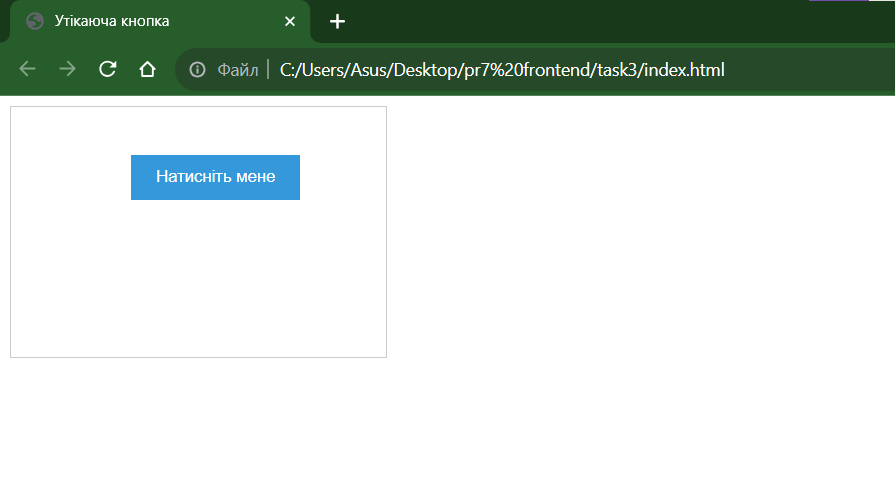 Утікаюча кнопка
Файл C:/Users/Asus/Desktop/pr7%20frontend/task3/index.html
Натисніть мене